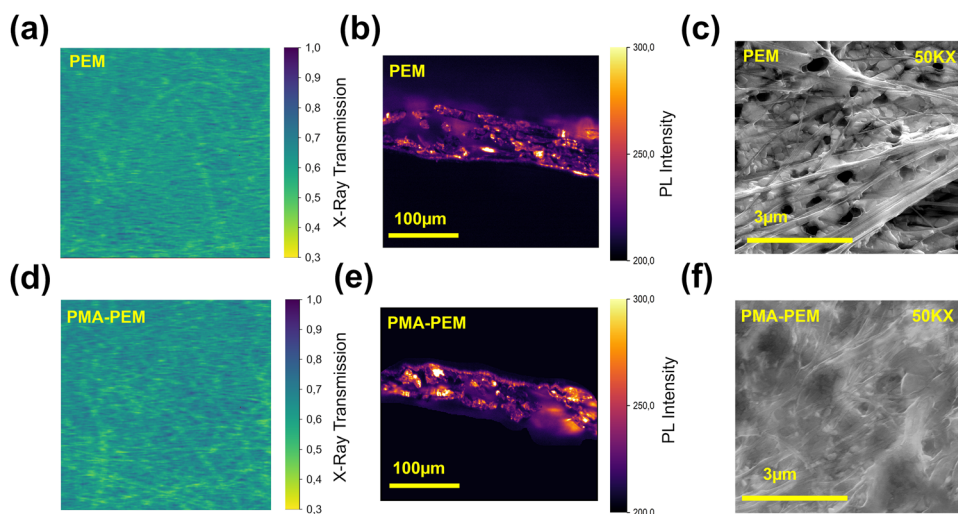 (a)
PEM
1,0
0,9
0,8
0,7
0,6
0,5
0,4
0,3
X-Ray Transmission
(b)
PEM
100µm
300,0
250,0
200,0
PL Intensity
(c)
PEM 50KX
3µm
(d)
PMA-PEM
1,0
0,9
0,8
0,7
0,6
0,5
0,4
0,3
X-Ray Transmission
(e)
PMA-PEM
100µm
300,0
250,0
200,0
PL Intensity
(f)
PMA-PEM 50KX
3µm